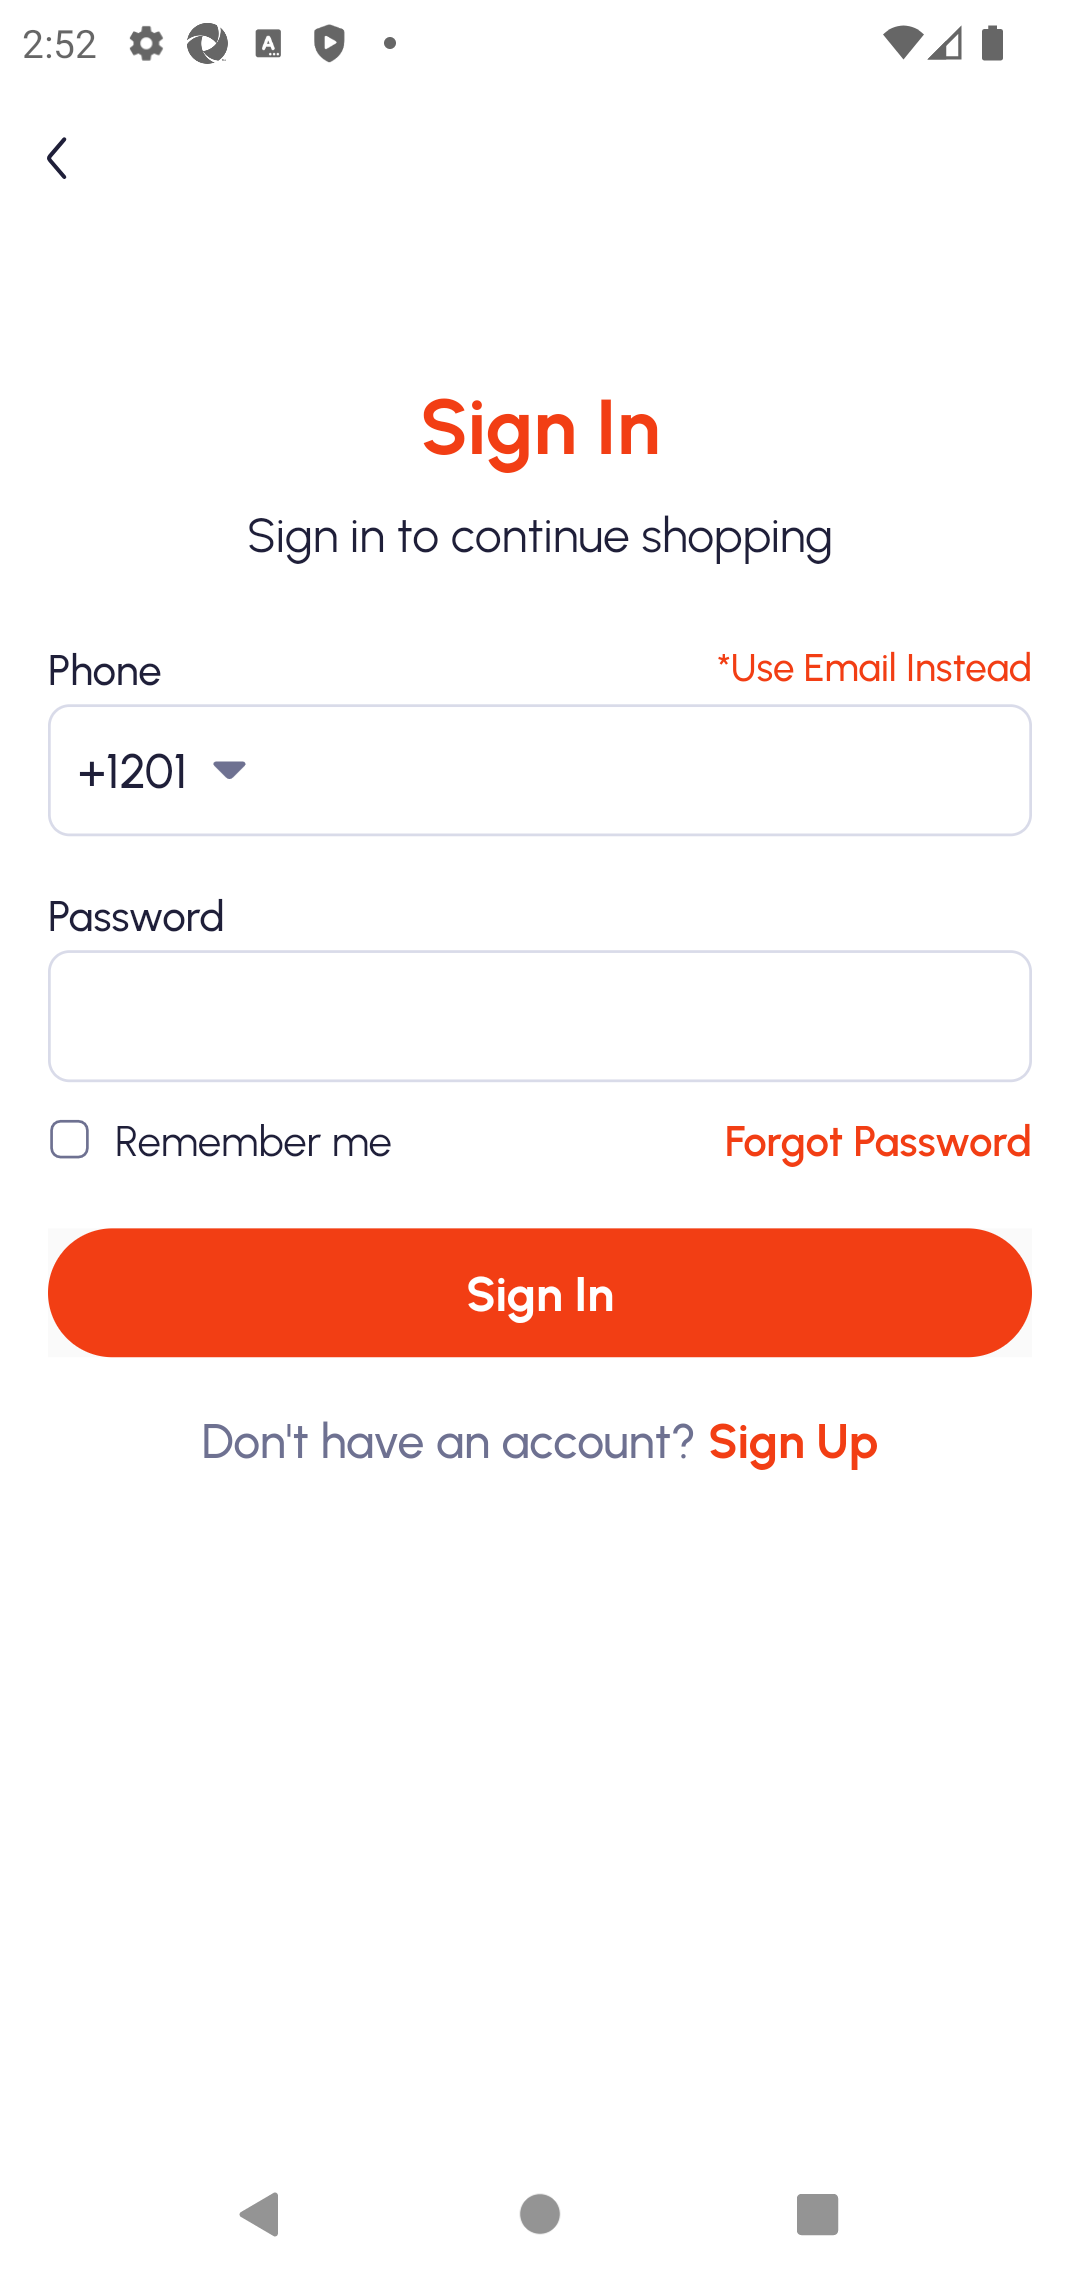 2:52
Sign In
Sign in to continue shopping
Phone
*Use Email Instead
+1201
Password
Remember me
Forgot Password
Sign In
Don't have an account? Sign Up